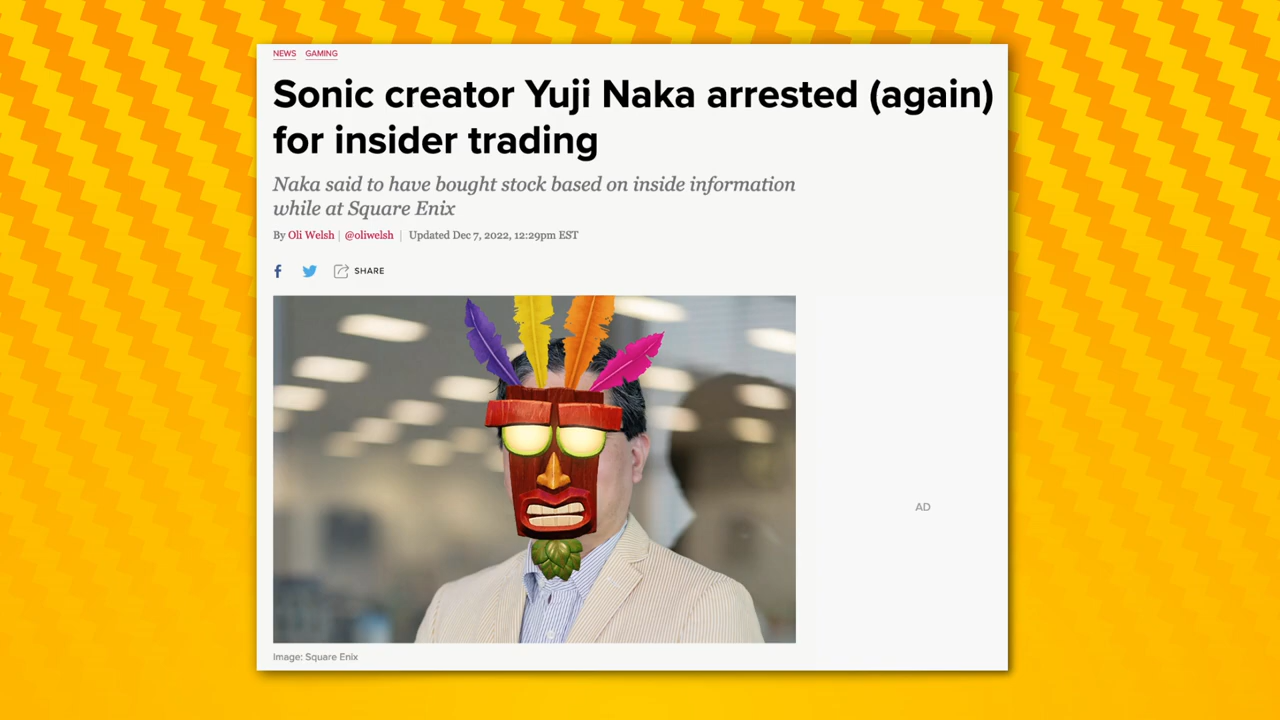 NEWS GAMING
Sonic creator Yuji Naka arrested (again)
for insider trading
Naka said to have bought stock based on inside information
while at Square Enix
By Oli Welsh | @oliwelsh | Updated Dec 7, 2022, 12:29pm EST
SHARE
AD
Image: Square Enix